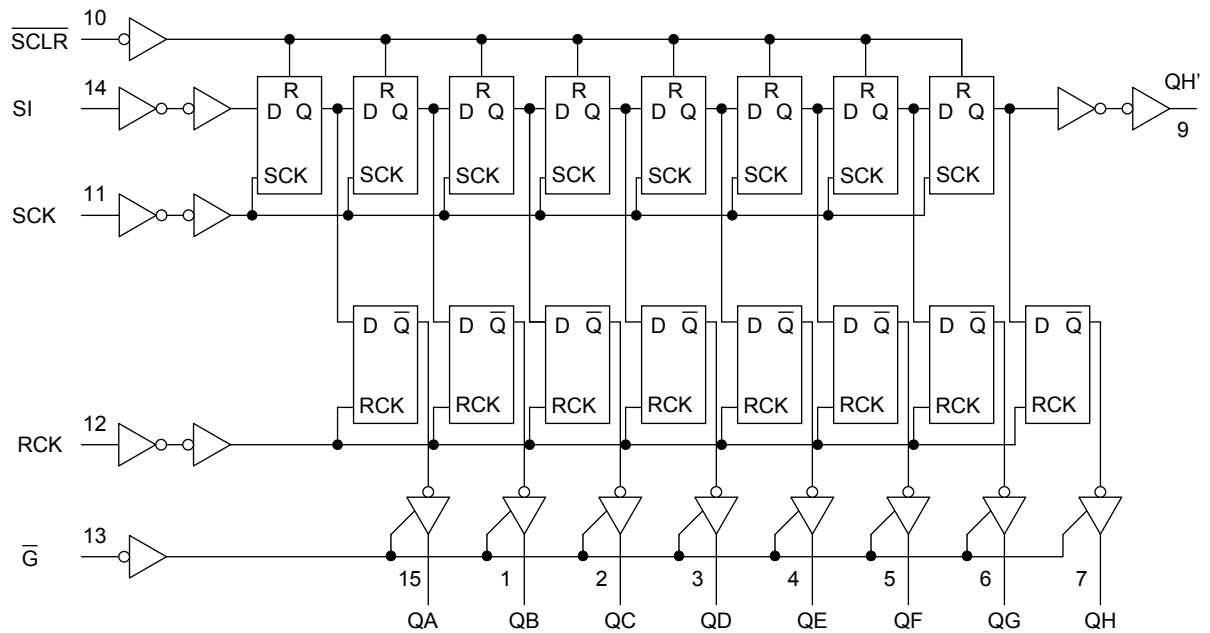 10
S̅C̅L̅R̅
14
SI
R R R R R R R R
D Q D Q D Q D Q D Q D Q D Q D Q
QH’
9
SCK SCK SCK SCK SCK SCK SCK SCK
11
SCK
D Q̅ D Q̅ D Q̅ D Q̅ D Q̅ D Q̅ D Q̅ D Q̅
RCK RCK RCK RCK RCK RCK RCK RCK
12
RCK
13
G̅
15 1 2 3 4 5 6 7
QA QB QC QD QE QF QG QH